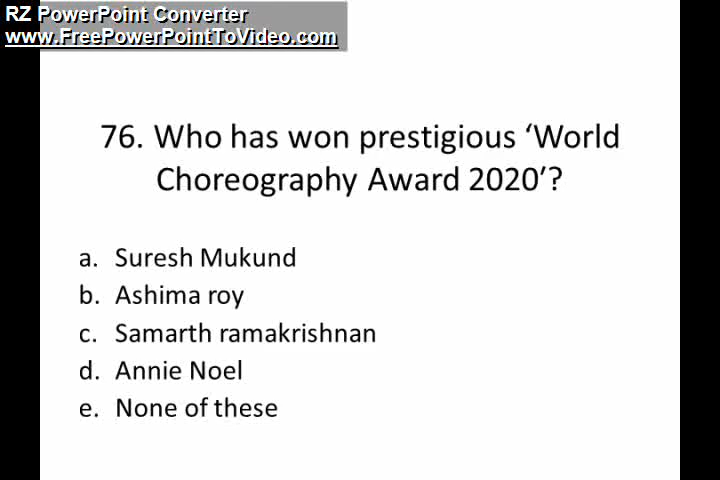 RZ PowerPoint Converter
www.FreePowerPointToVideo.com
76. Who has won prestigious ‘World
Choreography Award 2020’?
a. Suresh Mukund
b. Ashima roy
c. Samarth ramakrishnan
d. Annie Noel
e. None of these